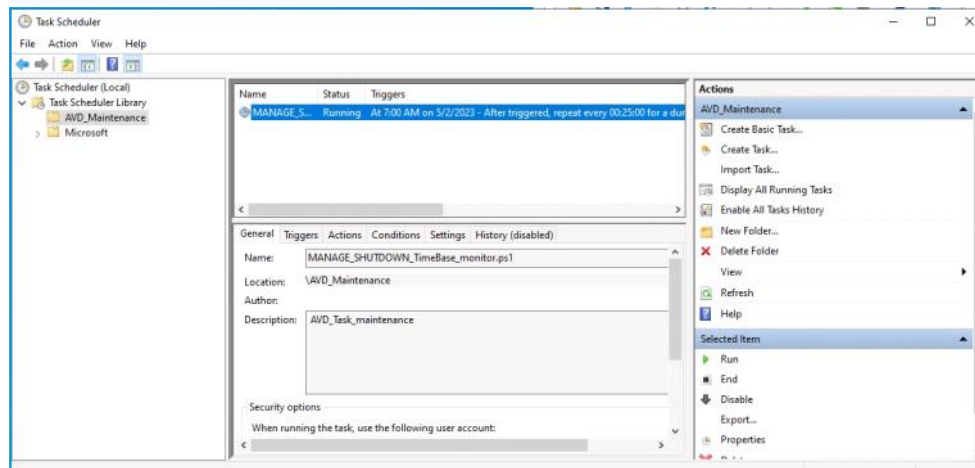 Task Scheduler
File Action View Help
Task Scheduler (Local)
Task Scheduler Library
AVD_Maintenance
Microsoft
Name Status Triggers
MANAGE_S... Running At 7:00 AM on 5/2/2023 - After triggered, repeat every 00:25:00 for a dur
General Triggers Actions Conditions Settings History (disabled)
Name: MANAGE_SHUTDOWN_TimeBase_monitor.ps1
Location: \AVD_Maintenance
Author:
Description: AVD_Task_maintenance
Security options
When running the task, use the following user account:
Actions
AVD_Maintenance
Create Basic Task...
Create Task...
Import Task...
Display All Running Tasks
Enable All Tasks History
New Folder...
Delete Folder
View
Refresh
Help
Selected Item
Run
End
Disable
Export...
Properties